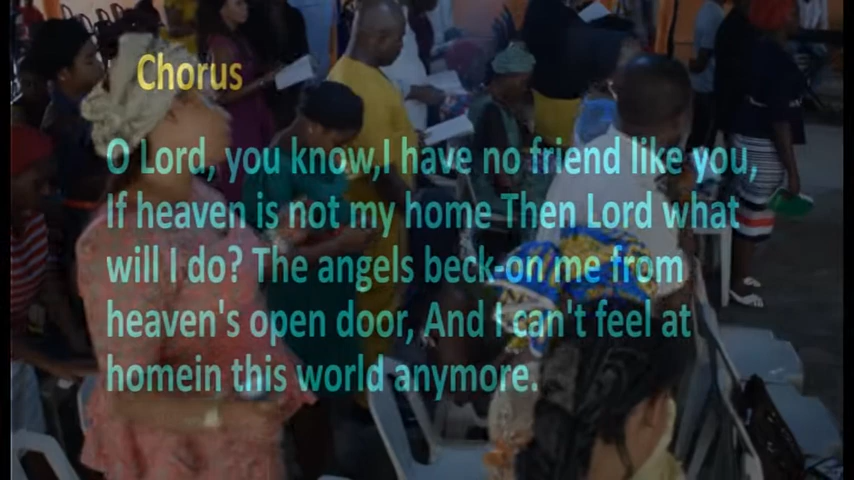 Chorus
O Lord, you know,I have no friend like you,
If heaven is not my home Then Lord what
will I do? The angels beck-on me from
heaven's open door, And I can't feel at
homein this world anymore.